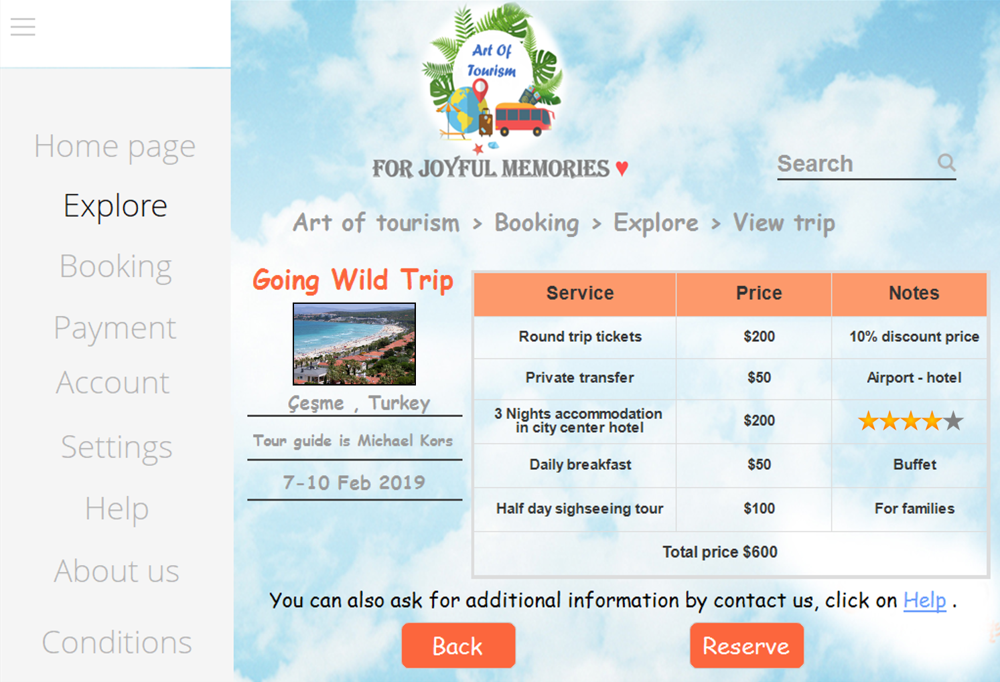 Art Of
Tourism
FOR JOYFUL MEMORIES
Search
Home page
Explore
Booking
Payment
Account
Settings
Help
About us
Conditions
Art of tourism > Booking > Explore > View trip
Going Wild Trip
Çeşme , Turkey
Tour guide is Michael Kors
7-10 Feb 2019
Service Price Notes
Round trip tickets $200 10% discount price
Private transfer $50 Airport - hotel
3 Nights accommodation
in city center hotel $200
Daily breakfast $50 Buffet
Half day sighseeing tour $100 For families
Total price $600
You can also ask for additional information by contact us, click on Help .
Back Reserve